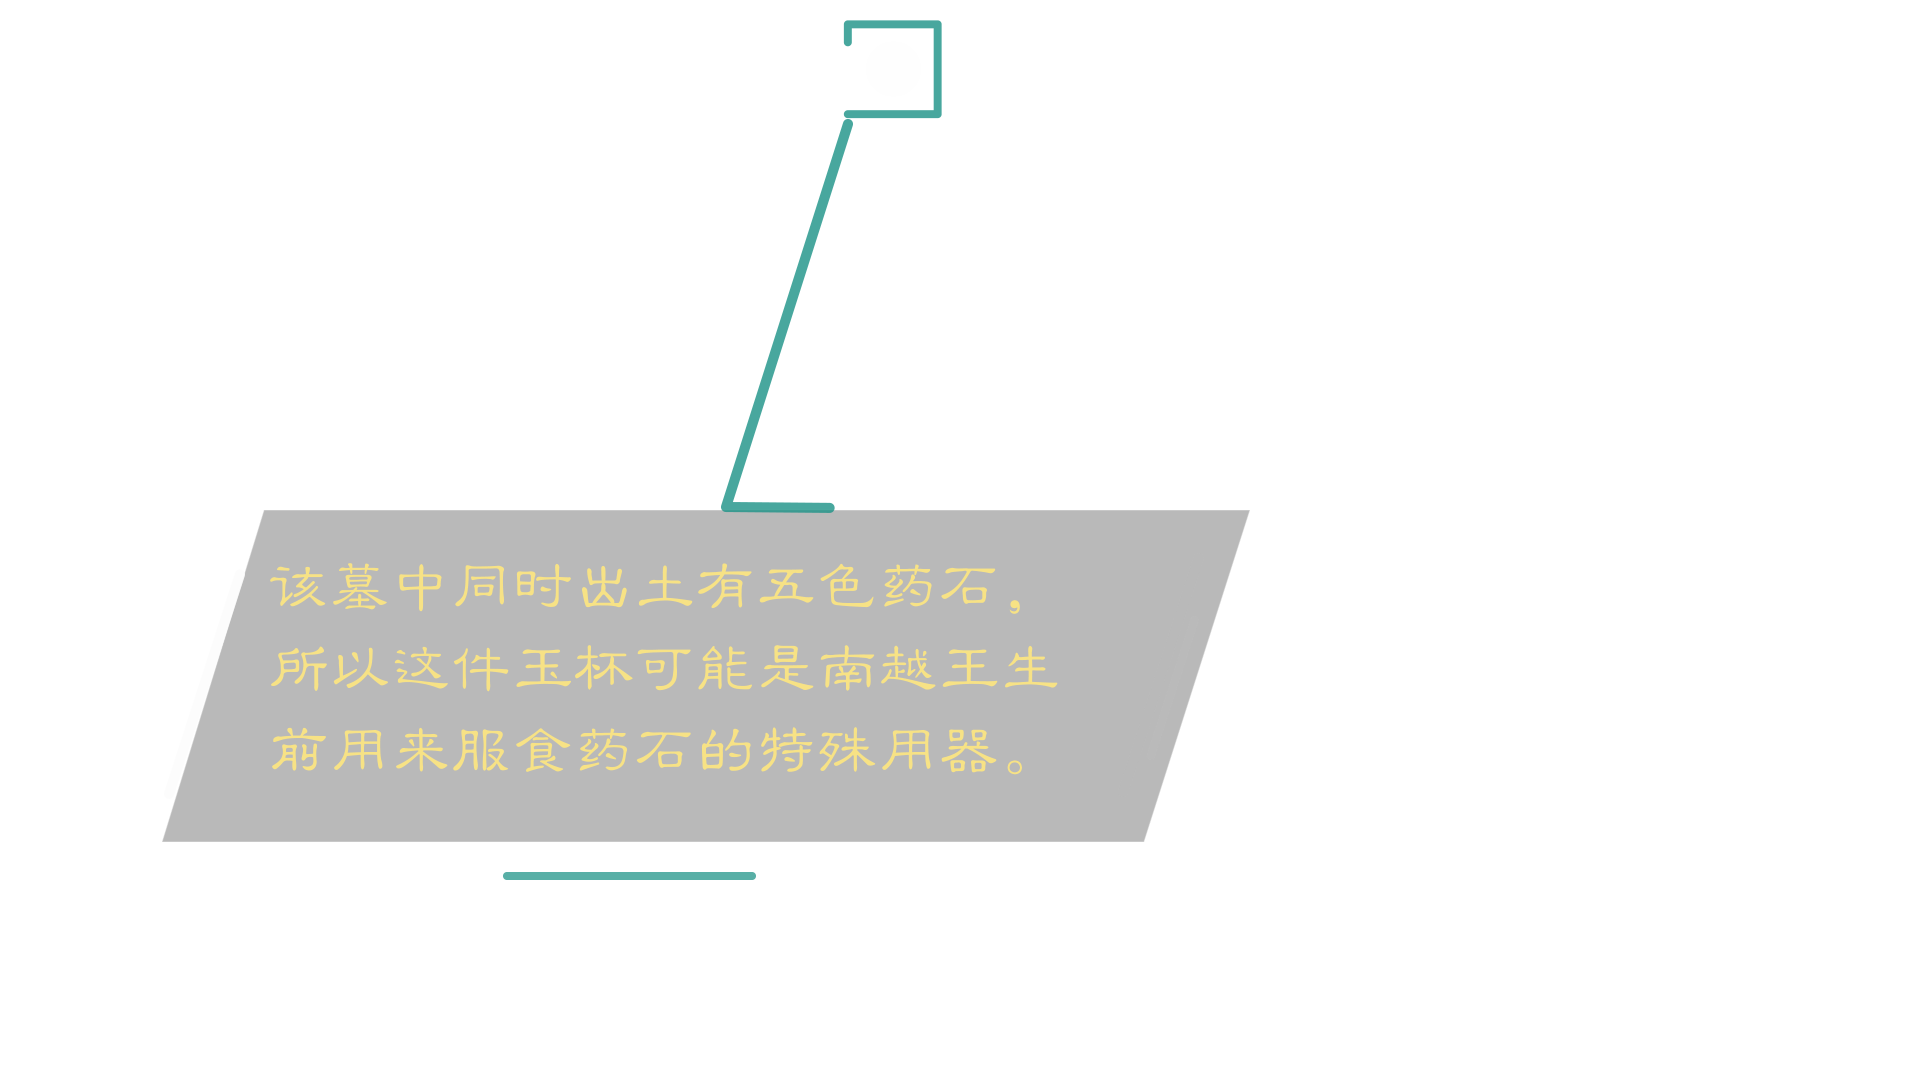 该墓中同时出土有五色药石，
所以这件玉杯可能是南越王生
前用来服食药石的特殊用器。